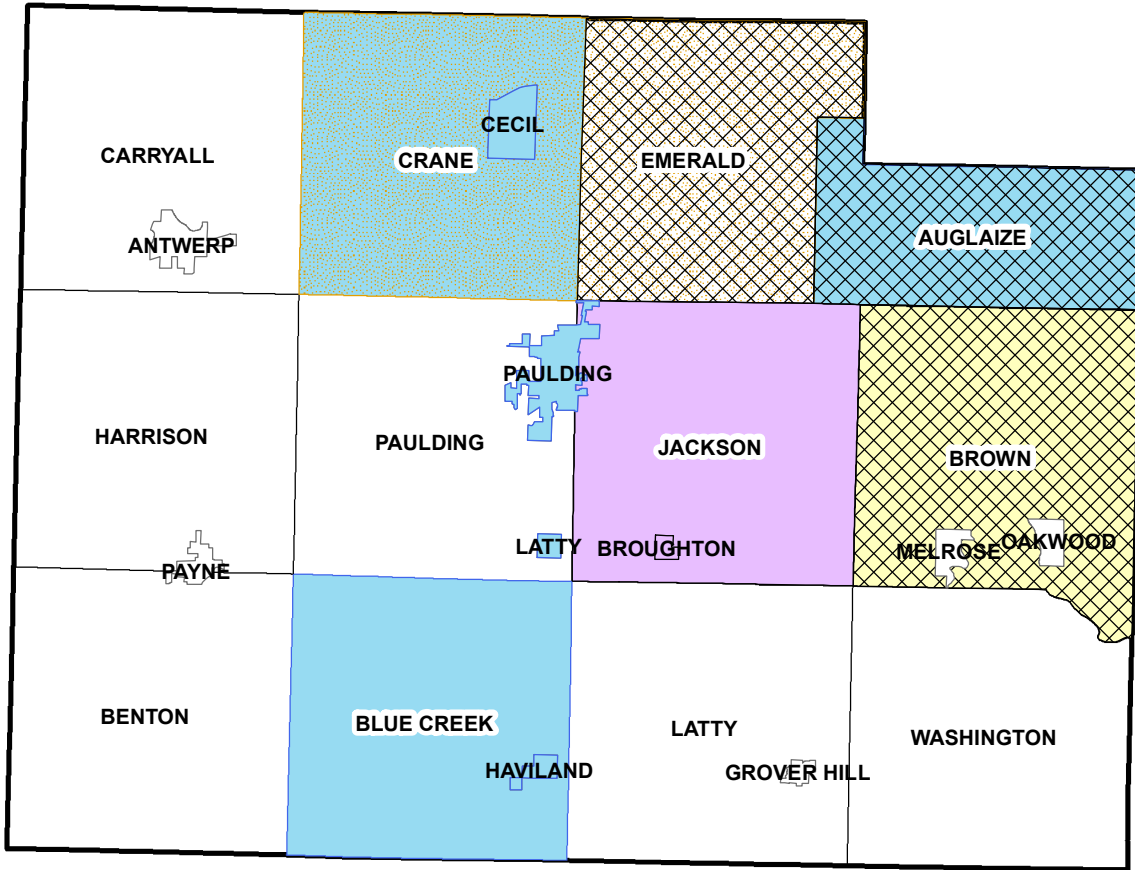 CECIL
CARRYALL
CRANE
EMERALD
AUGLAIZE
ANTWERP
PAULDING
HARRISON
PAULDING
JACKSON
BROWN
LATTY
BROUGHTON
MELROSE
OAKWOOD
PAYNE
BENTON
BLUE CREEK
LATTY
WASHINGTON
HAVILAND
GROVER HILL